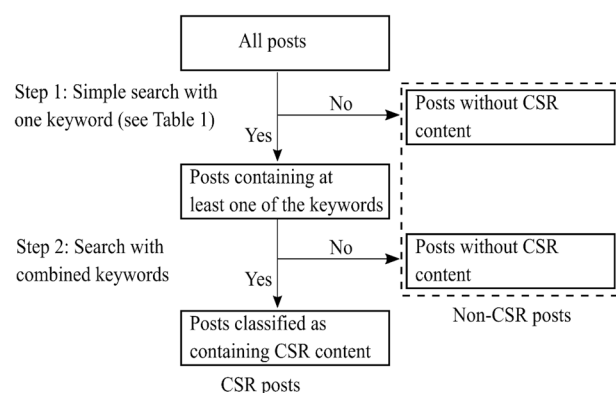 All posts
Step 1: Simple search with
one keyword (see Table 1)
No
Posts without CSR
content
Yes
Posts containing at
least one of the keywords
Step 2: Search with
combined keywords
No
Posts without CSR
content
Yes
Non-CSR posts
Posts classified as
containing CSR content
CSR posts